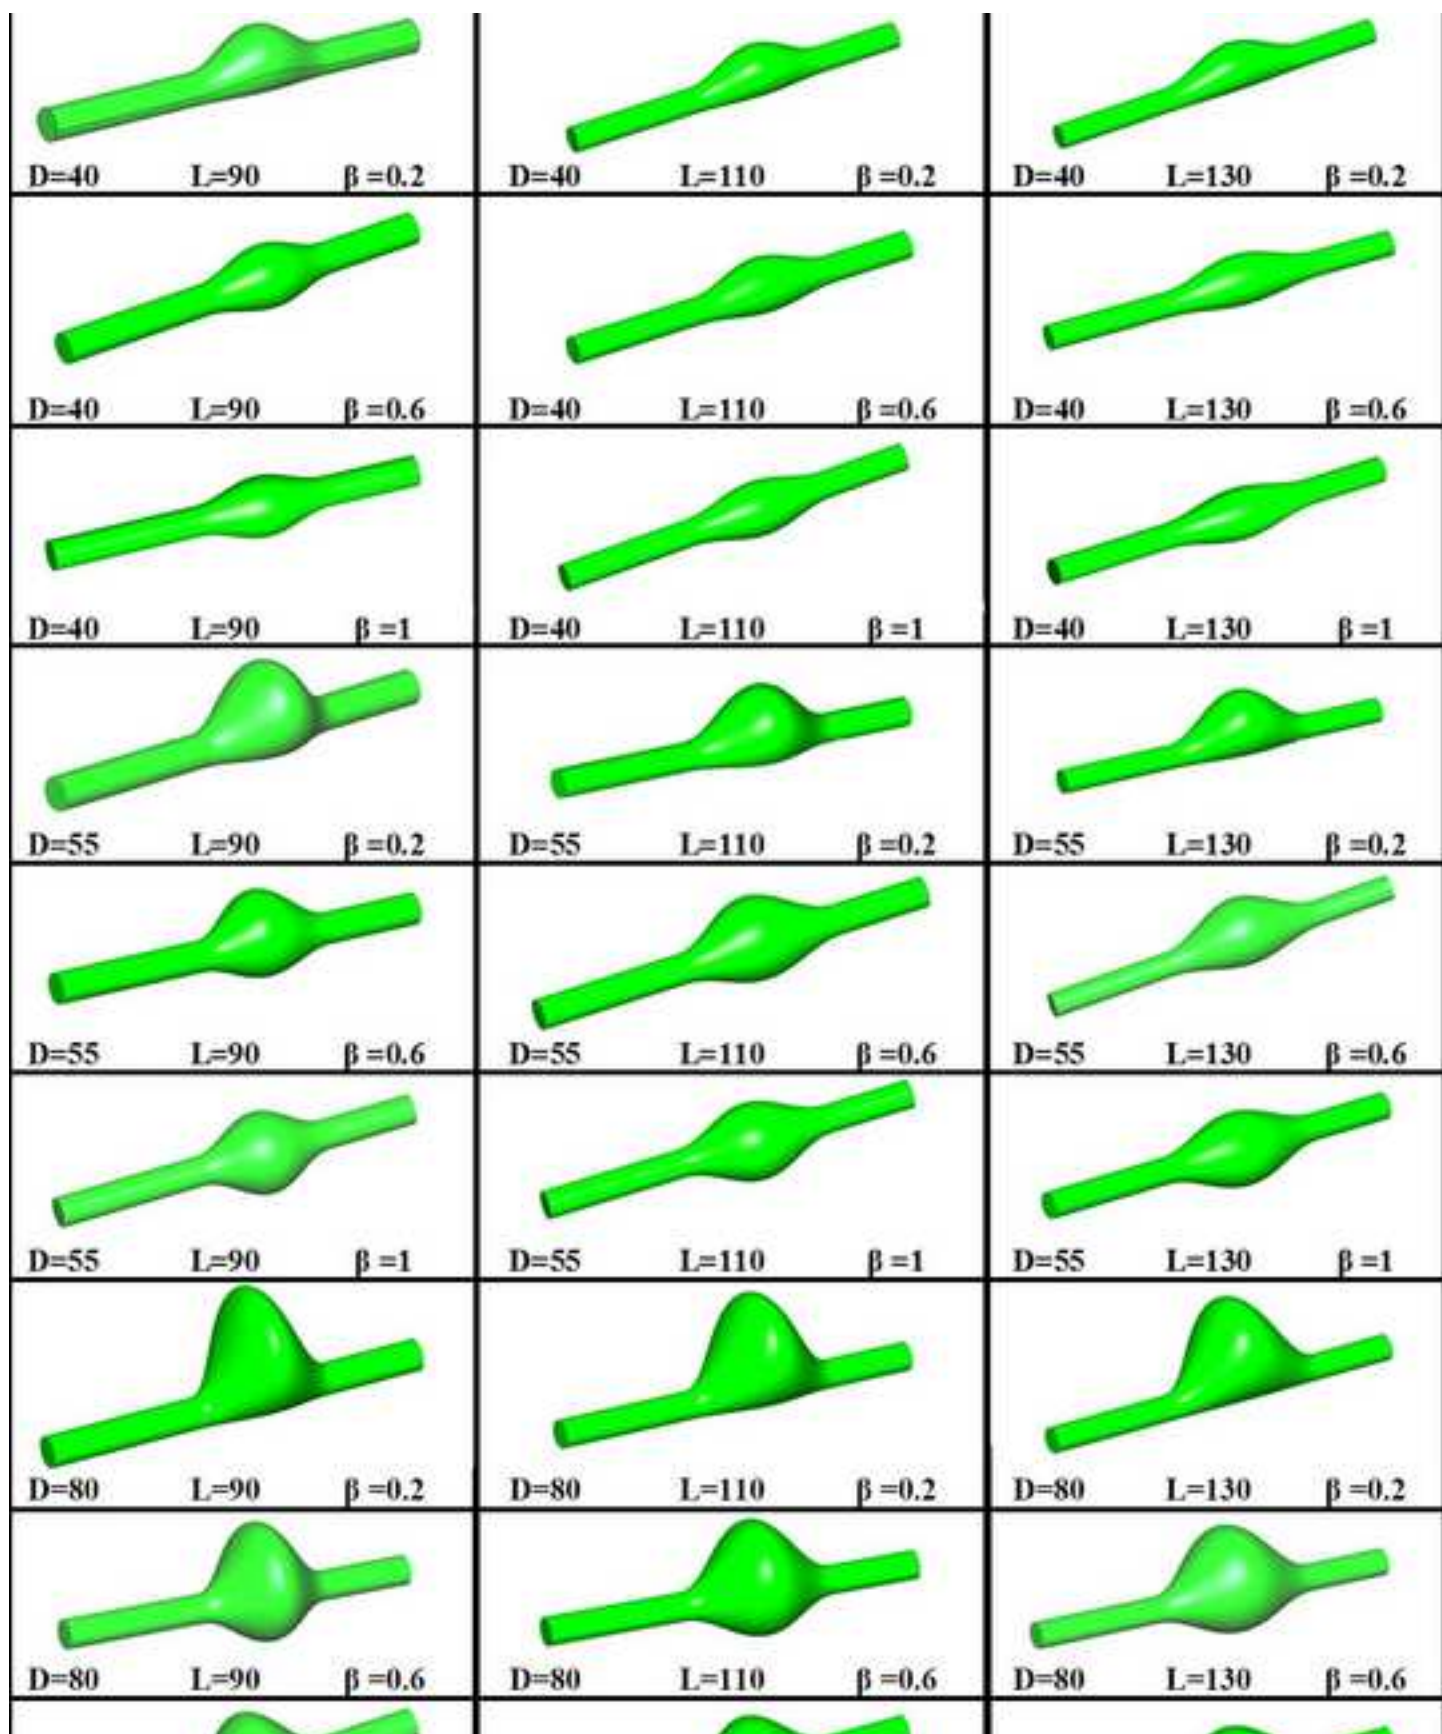 D=40 L=90 β =0.2 D=40 L=110 β =0.2 D=40 L=130 β =0.2
D=40 L=90 β =0.6 D=40 L=110 β =0.6 D=40 L=130 β =0.6
D=40 L=90 β =1 D=40 L=110 β =1 D=40 L=130 β =1
D=55 L=90 β =0.2 D=55 L=110 β =0.2 D=55 L=130 β =0.2
D=55 L=90 β =0.6 D=55 L=110 β =0.6 D=55 L=130 β =0.6
D=55 L=90 β =1 D=55 L=110 β =1 D=55 L=130 β =1
D=80 L=90 β =0.2 D=80 L=110 β =0.2 D=80 L=130 β =0.2
D=80 L=90 β =0.6 D=80 L=110 β =0.6 D=80 L=130 β =0.6